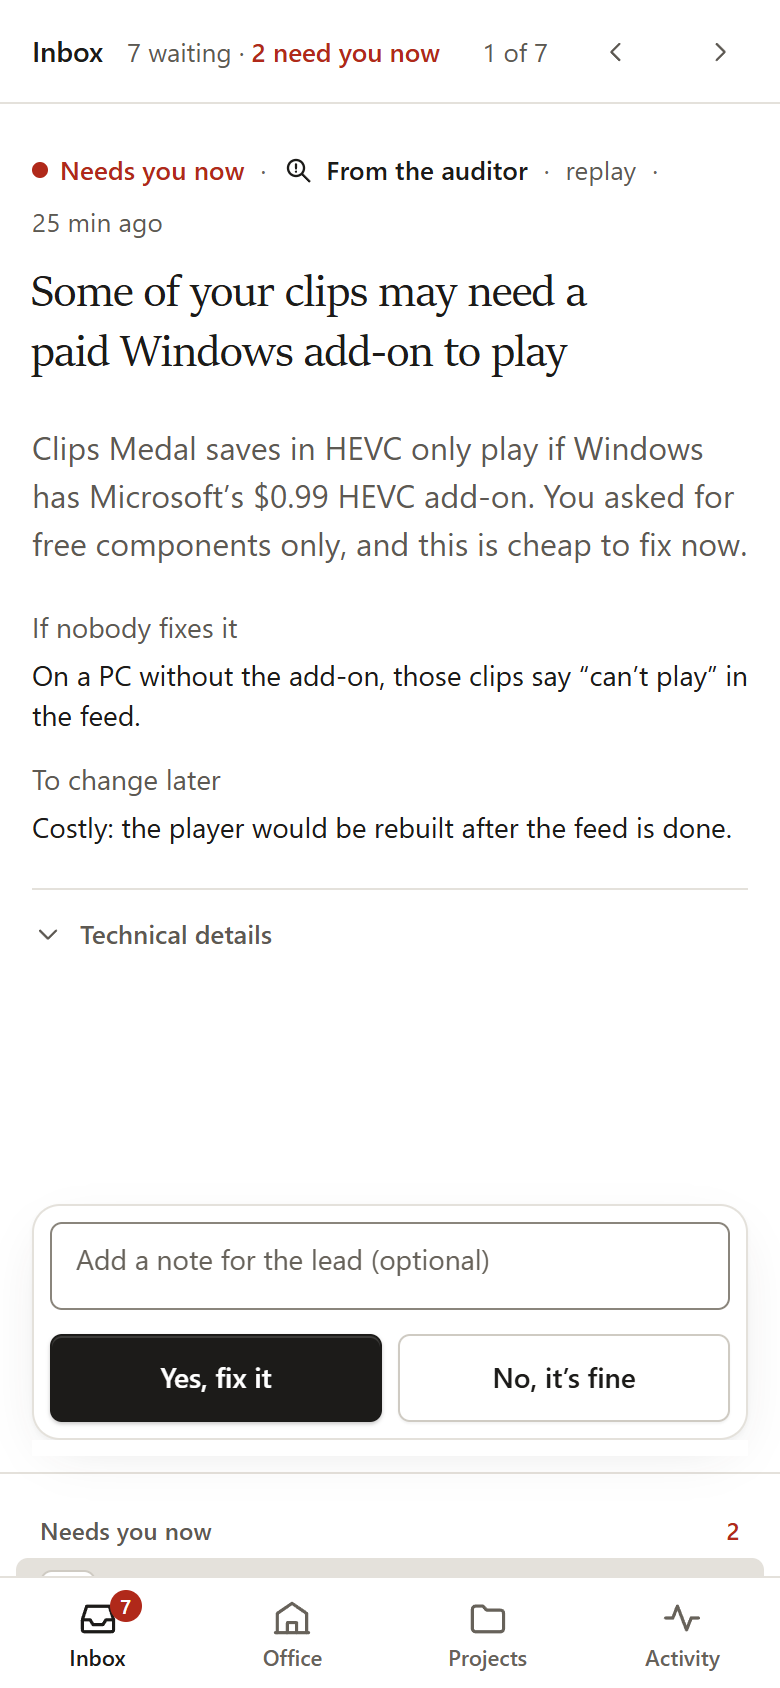 Inbox 7 waiting · 2 need you now 1 of 7
Needs you now · From the auditor · replay ·
25 min ago
Some of your clips may need a
paid Windows add-on to play
Clips Medal saves in HEVC only play if Windows
has Microsoft’s $0.99 HEVC add-on. You asked for
free components only, and this is cheap to fix now.
If nobody fixes it
On a PC without the add-on, those clips say “can’t play” in
the feed.
To change later
Costly: the player would be rebuilt after the feed is done.
Technical details
Add a note for the lead (optional)
Yes, fix it No, it’s fine
Needs you now 2
7
Inbox Office Projects Activity